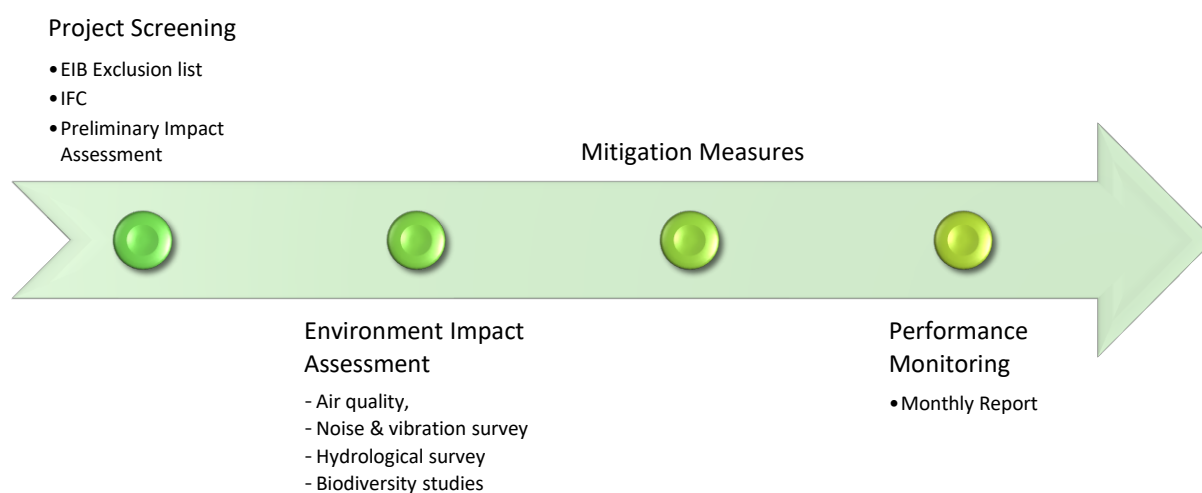 Project Screening
•EIB Exclusion list
•IFC
•Preliminary Impact
Assessment
Environment Impact
Assessment
- Air quality,
- Noise & vibration survey
- Hydrological survey
- Biodiversity studies
Mitigation Measures
Performance
Monitoring
•Monthly Report